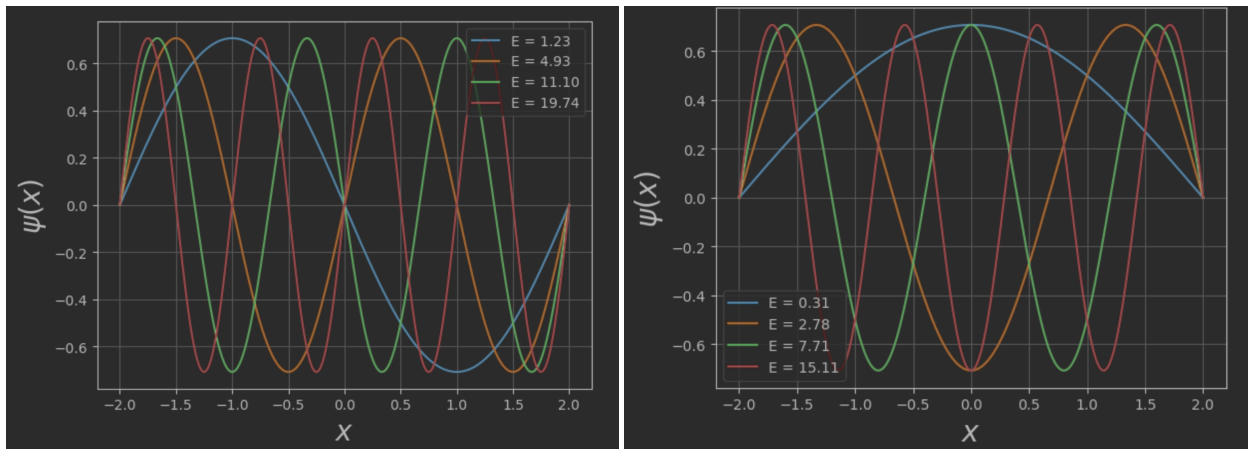 E = 1.23
E = 4.93
E = 11.10
E = 19.74
0.6
0.4
0.2
0.0
−0.2
−0.4
−0.6
ψ(x)
−2.0 −1.5 −1.0 −0.5 0.0 0.5 1.0 1.5 2.0
x
0.6
0.4
0.2
0.0
−0.2
−0.4
−0.6
ψ(x)
E = 0.31
E = 2.78
E = 7.71
E = 15.11
−2.0 −1.5 −1.0 −0.5 0.0 0.5 1.0 1.5 2.0
x